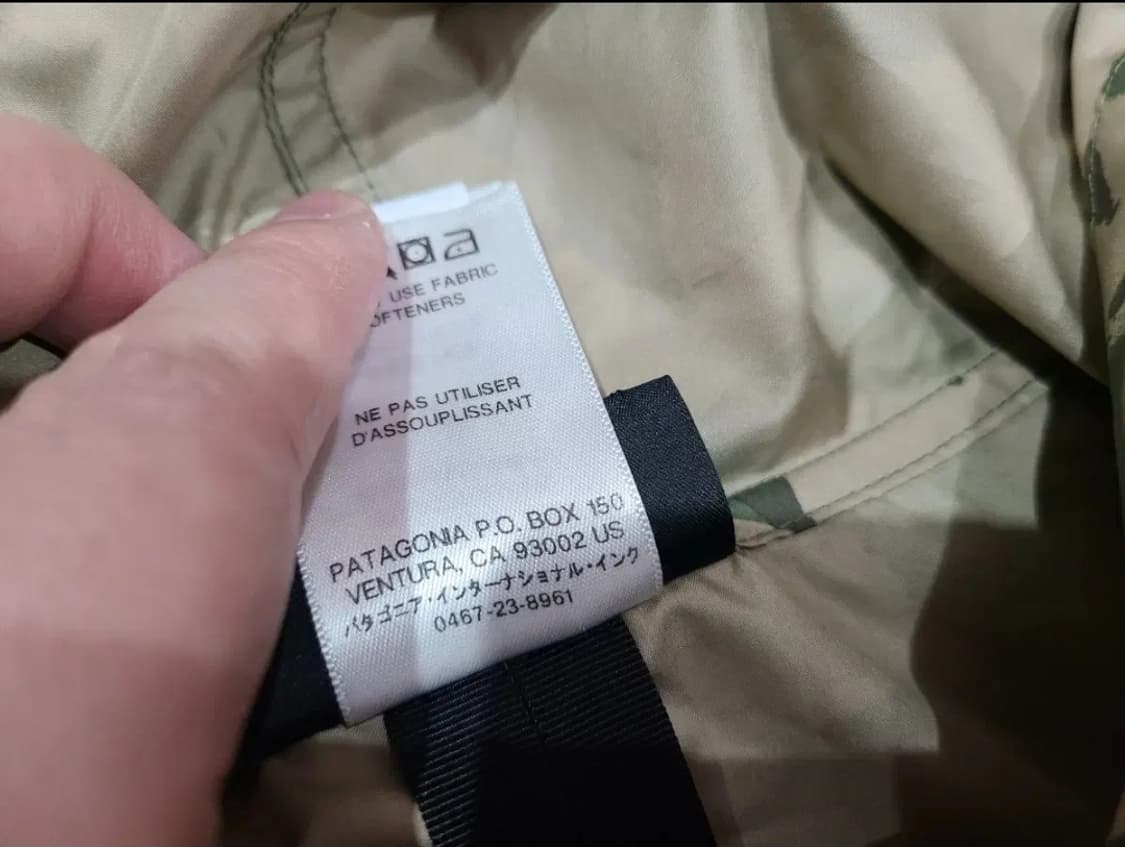 USE FABRIC
OFTENERS
NE PAS UTILISER
D'ASSOUPLISSANT
PATAGONIA P.O. BOX 150
VENTURA, CA 93002 US
パタゴニア・インターナショナル・インク
0467-23-8961